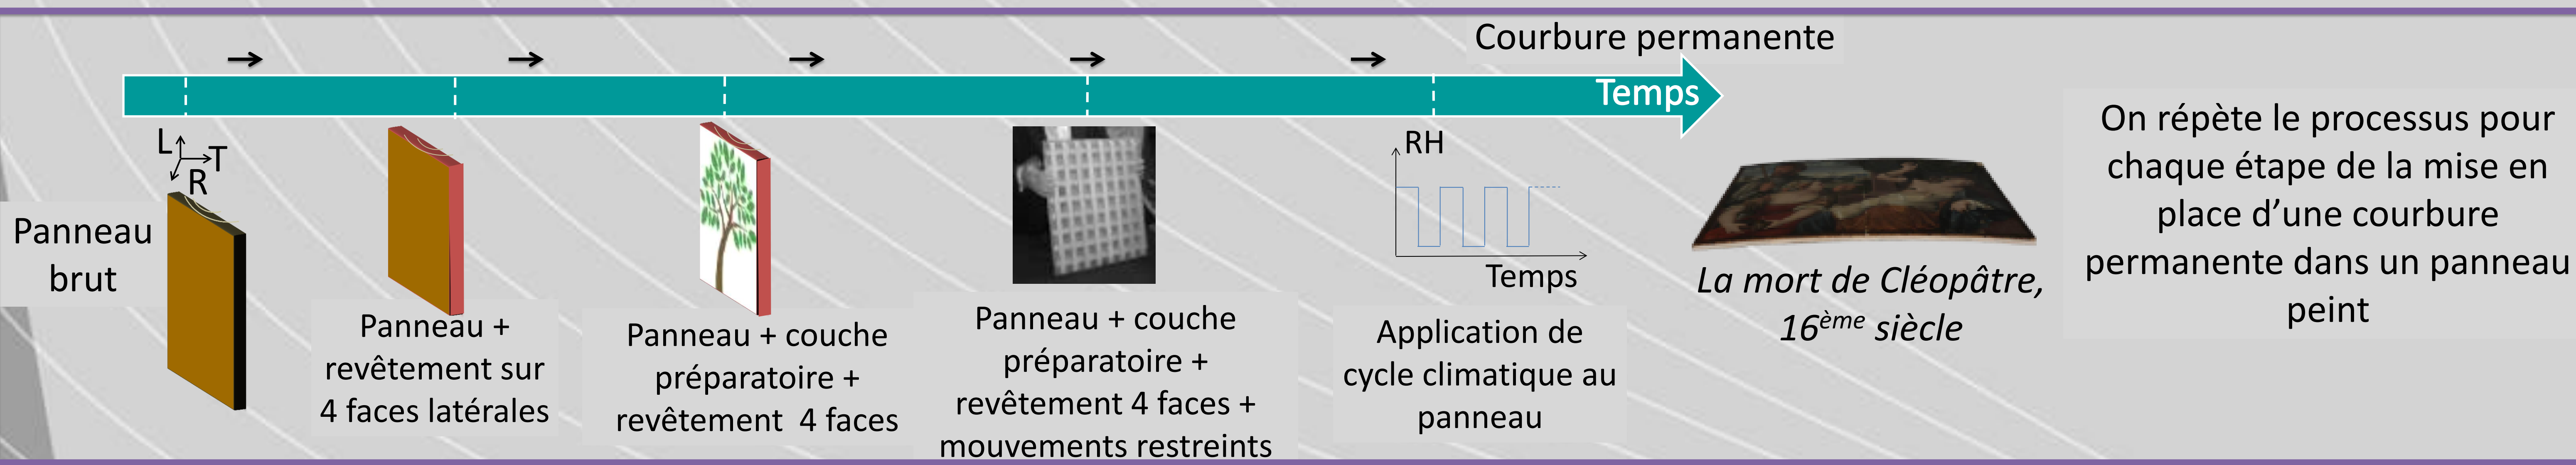 Courbure permanente
Temps
L
T
R
Panneau
brut
Panneau +
revêtement sur
4 faces latérales
Panneau + couche
préparatoire +
revêtement 4 faces
Panneau + couche
préparatoire +
revêtement 4 faces +
mouvements restreints
RH
Temps
Application de
cycle climatique au
panneau
La mort de Cléopâtre,
16ème siècle
On répète le processus pour
chaque étape de la mise en
place d’une courbure
permanente dans un panneau
peint